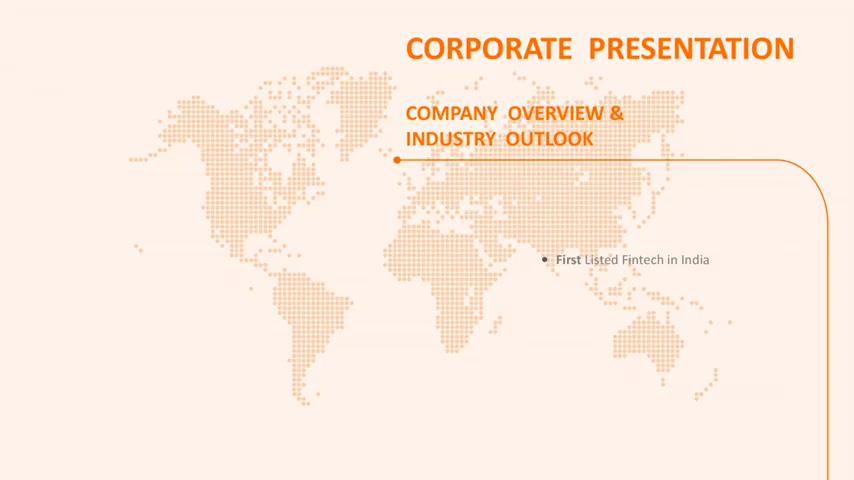 CORPORATE PRESENTATION
COMPANY OVERVIEW &
INDUSTRY OUTLOOK
• First Listed Fintech in India